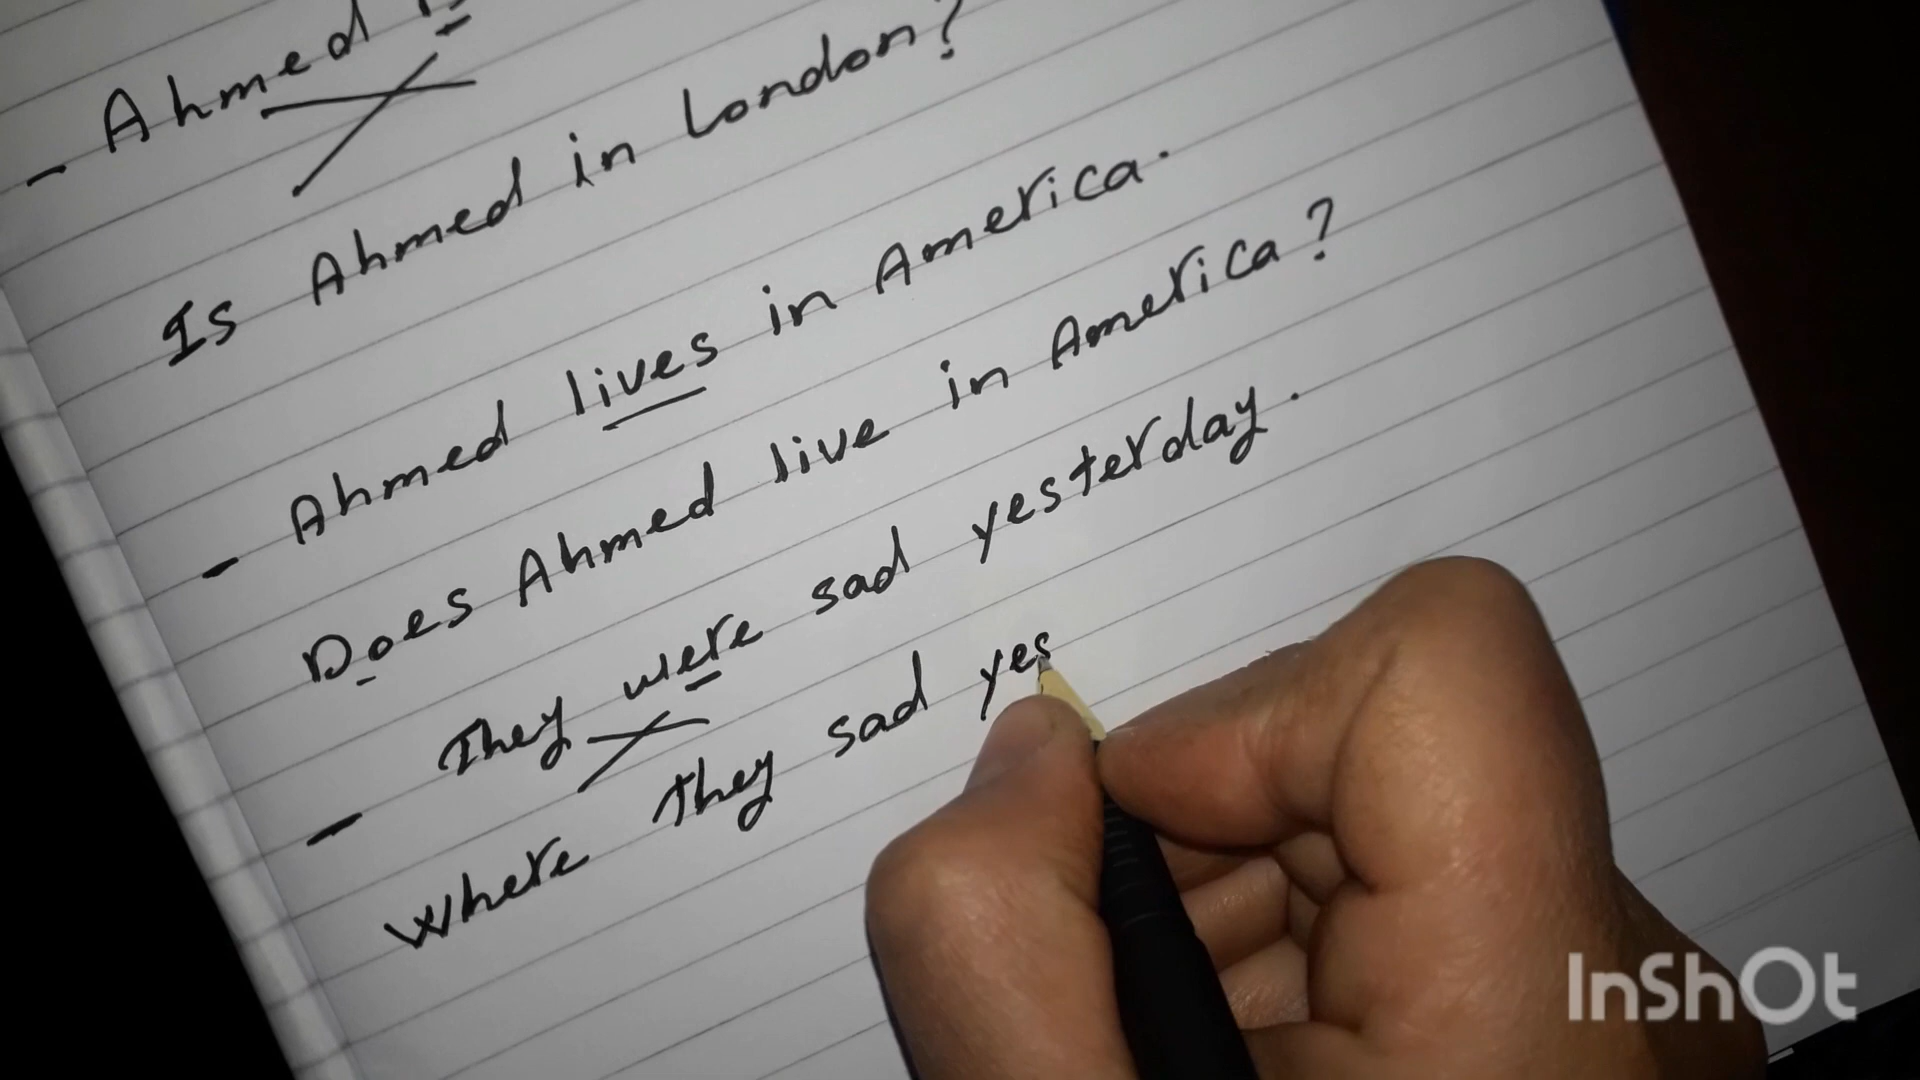 - Ahmed
Is Ahmed in London?
- Ahmed lives in America.
Does Ahmed live in America?
- They were sad yesterday.
Where they sad yes
InShOt